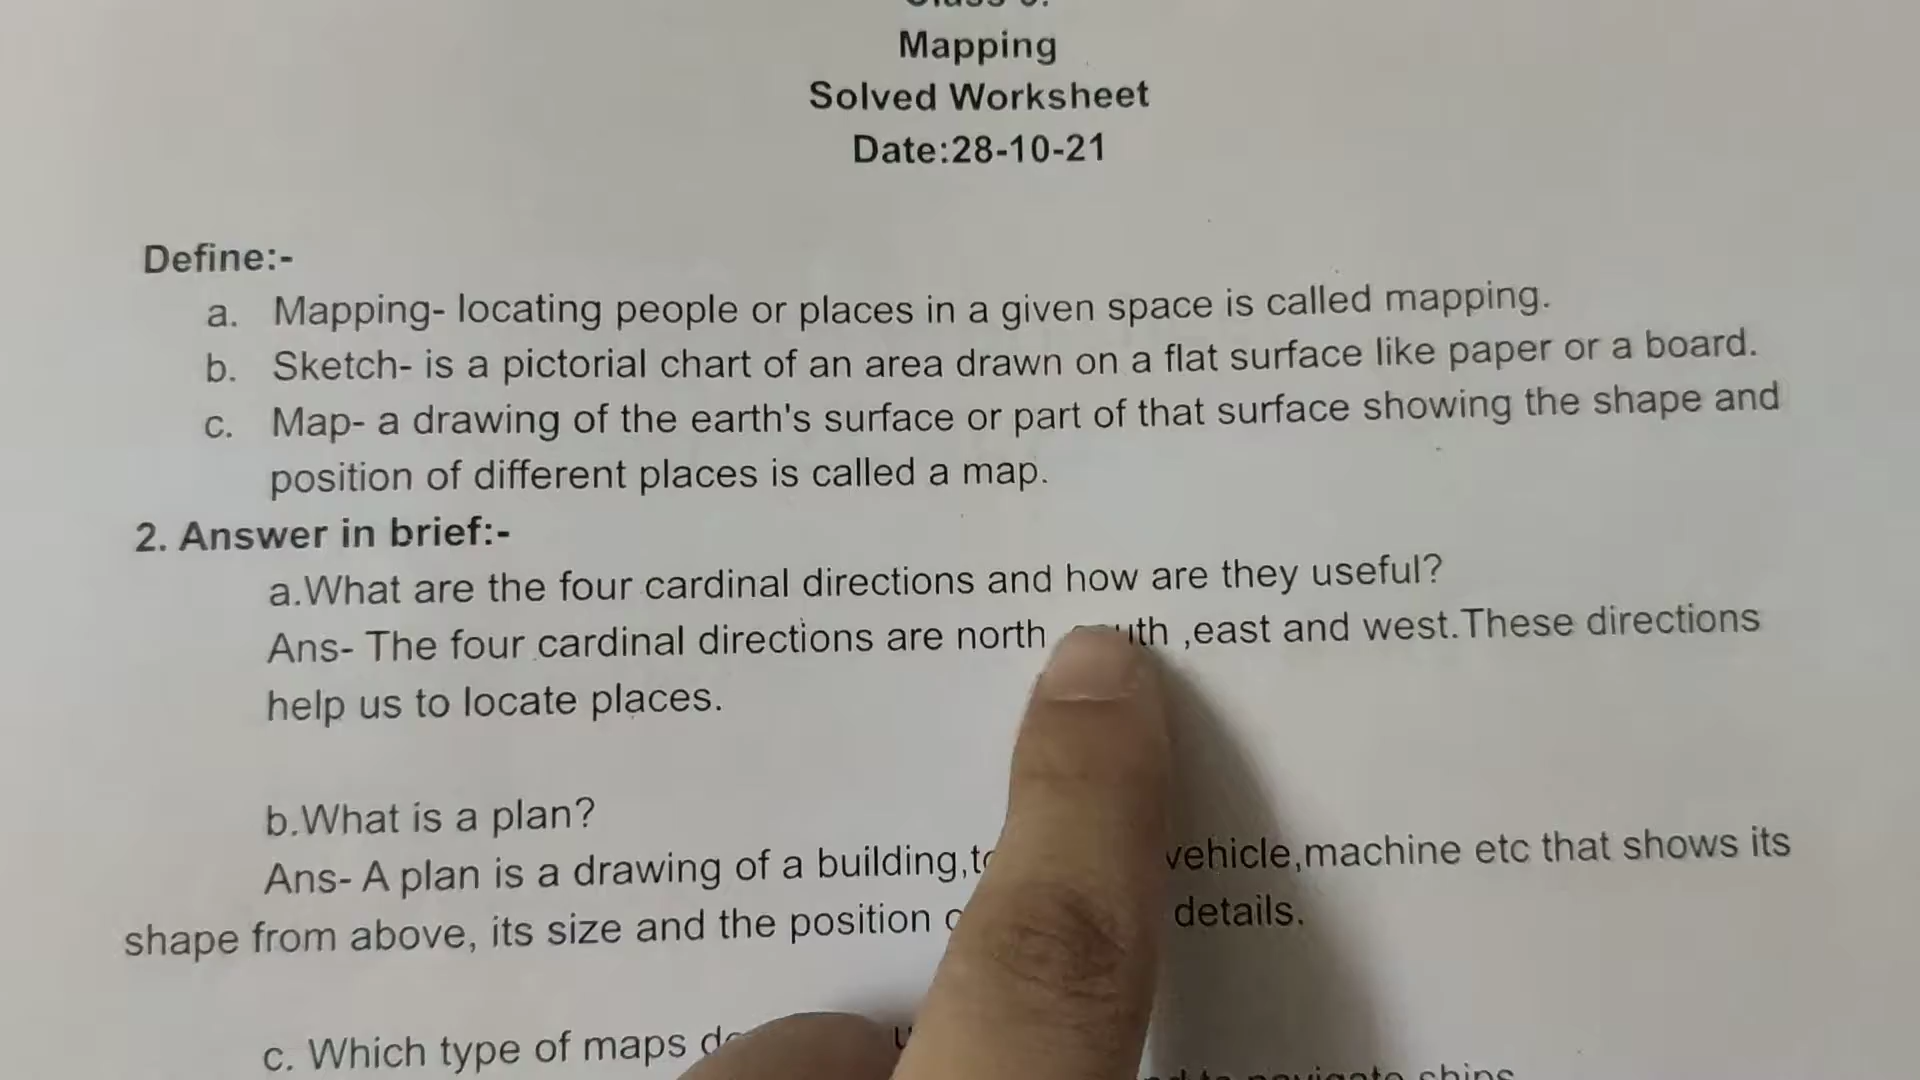 Mapping
Solved Worksheet
Date:28-10-21
Define:-
a. Mapping- locating people or places in a given space is called mapping.
b. Sketch- is a pictorial chart of an area drawn on a flat surface like paper or a board.
c. Map- a drawing of the earth's surface or part of that surface showing the shape and
position of different places is called a map.
2. Answer in brief:-
a.What are the four cardinal directions and how are they useful?
Ans- The four cardinal directions are north ,east and west.These directions
help us to locate places.
b.What is a plan?
Ans- A plan is a drawing of a building, vehicle,machine etc that shows its
shape from above, its size and the position details.
c. Which type of maps
to navigate ships